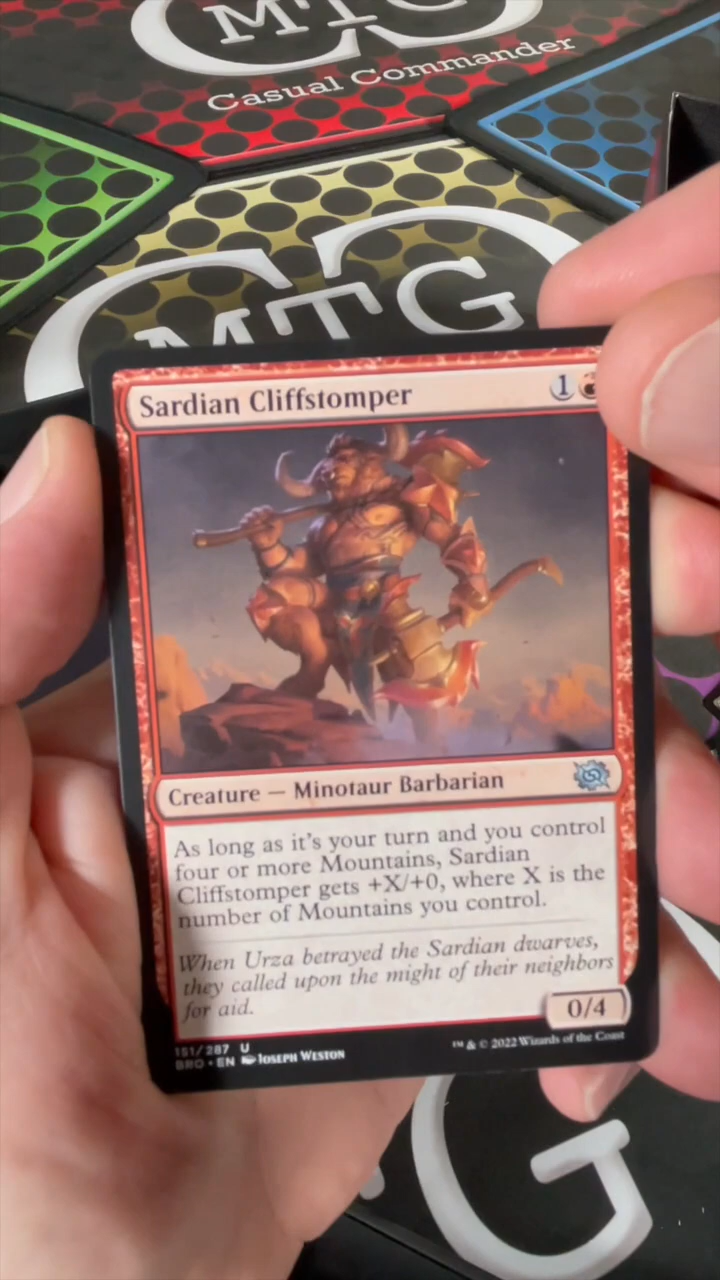 MTG
Casual Commander
MTG
Sardian Cliffstomper 1
Creature — Minotaur Barbarian
As long as it's your turn and you control
four or more Mountains, Sardian
Cliffstomper gets +X/+0, where X is the
number of Mountains you control.
When Urza betrayed the Sardian dwarves,
they called upon the might of their neighbors
for aid.
0/4
151/287 U
BRO • EN Joseph Weston
™ & © 2022 Wizards of the Coast
G